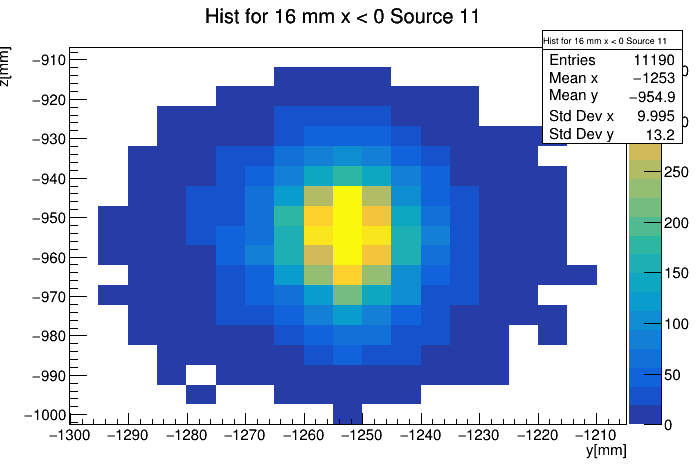 Hist for 16 mm x < 0 Source 11
Hist for 16 mm x < 0 Source 11
Entries 11190
Mean x −1253
Mean y −954.9
Std Dev x 9.995
Std Dev y 13.2
z[mm]
−910
−920
−930
−940
−950
−960
−970
−980
−990
−1000
−1300 −1290 −1280 −1270 −1260 −1250 −1240 −1230 −1220 −1210
y[mm]
250
200
150
100
50
0